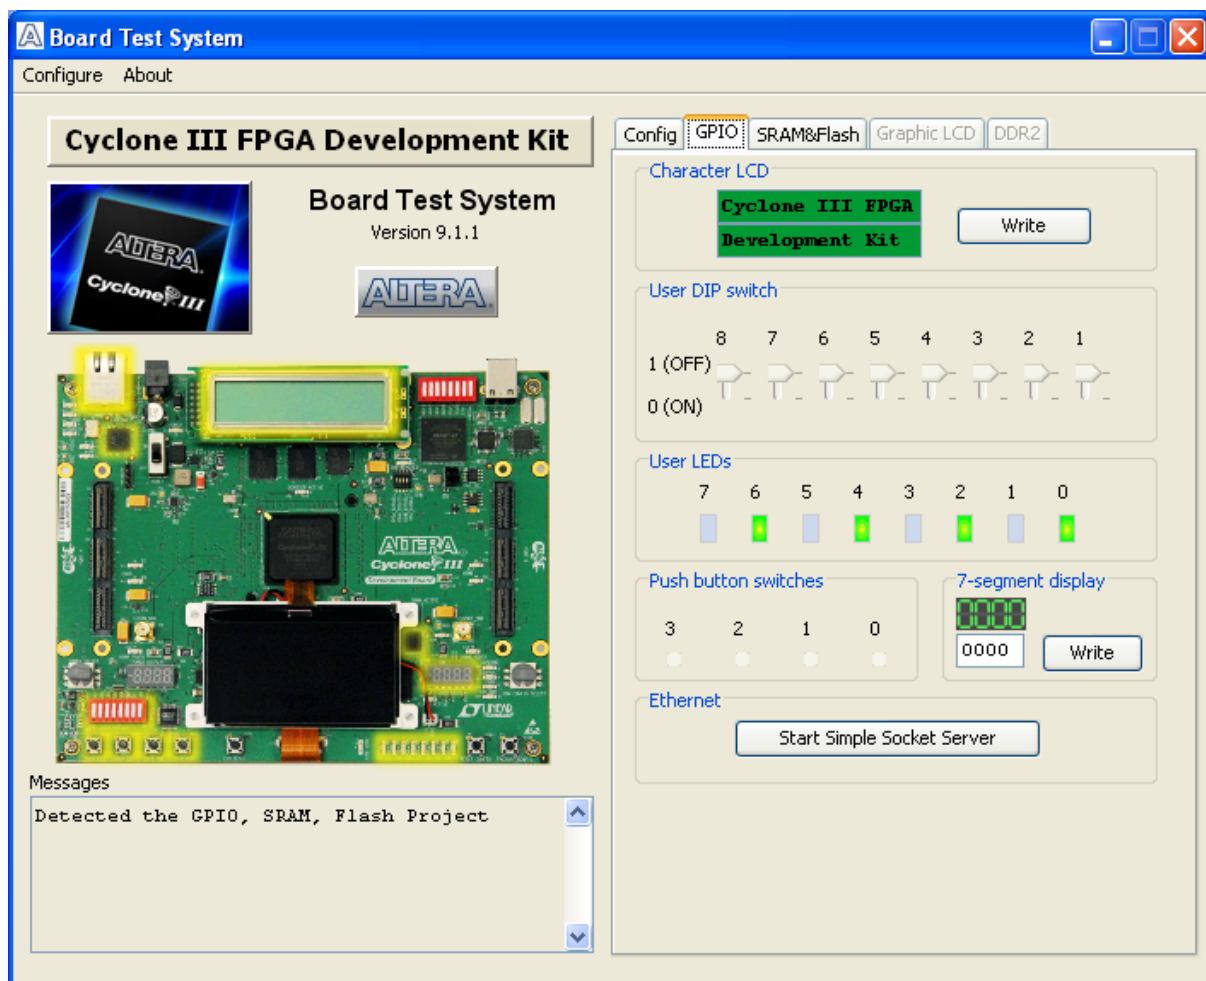 Board Test System
Configure About
Cyclone III FPGA Development Kit
ALTERA
Cyclone III
Board Test System
Version 9.1.1
ALTERA
ALTERA
Cyclone III
Messages
Detected the GPIO, SRAM, Flash Project
Config GPIO SRAM&Flash Graphic LCD DDR2
Character LCD
Cyclone III FPGA
Development Kit
Write
User DIP switch
8 7 6 5 4 3 2 1
1 (OFF)
0 (ON)
User LEDs
7 6 5 4 3 2 1 0
Push button switches
3 2 1 0
7-segment display
0000
0000
Write
Ethernet
Start Simple Socket Server